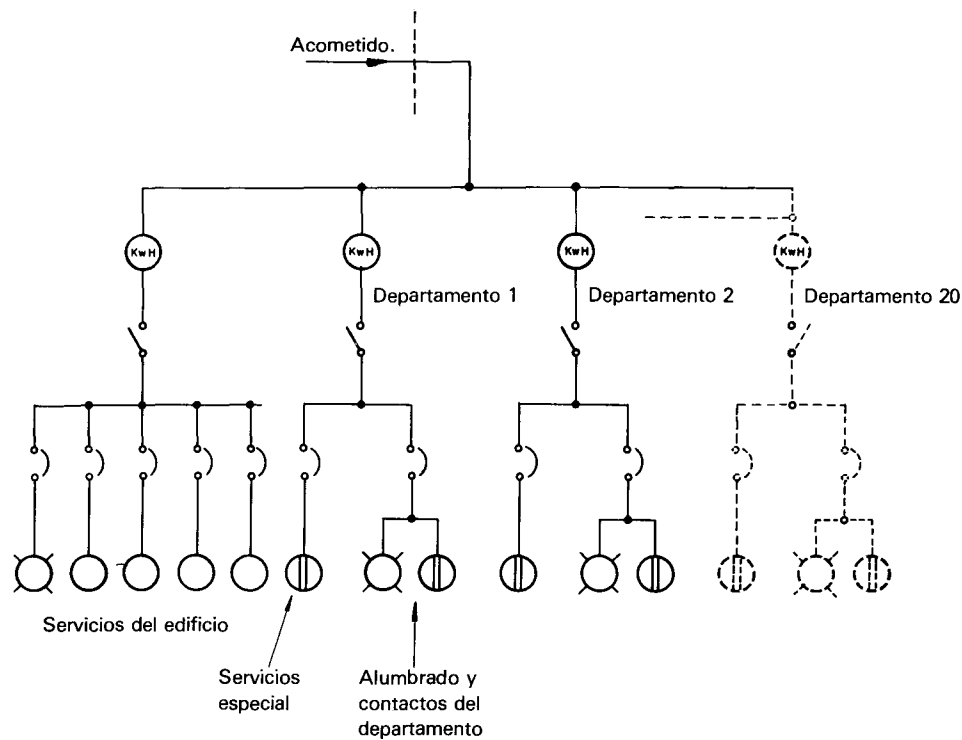 Acometido.
KwH
KwH
KwH
KwH
Departamento 1
Departamento 2
Departamento 20
Servicios del edificio
Servicios
especial
Alumbrado y
contactos del
departamento